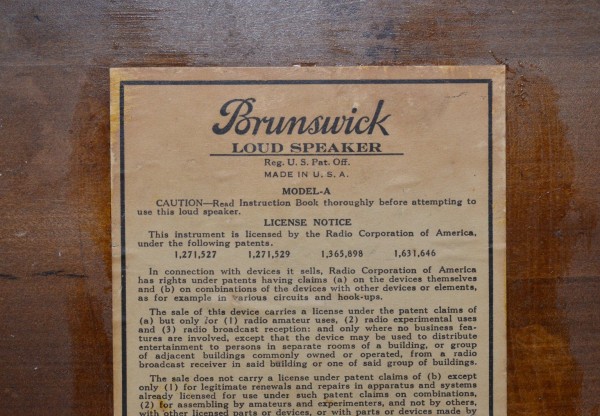 Brunswick
LOUD SPEAKER
Reg. U. S. Pat. Off.
MADE IN U. S. A.
MODEL-A
CAUTION—Read Instruction Book thoroughly before attempting to
use this loud speaker.
LICENSE NOTICE
This instrument is licensed by the Radio Corporation of America,
under the following patents.
1,271,527 1,271,529 1,365,898 1,631,646
In connection with devices it sells, Radio Corporation of America
has rights under patents having claims (a) on the devices themselves
and (b) on combinations of the devices with other devices or elements,
as for example in various circuits and hook-ups.
The sale of this device carries a license under the patent claims of
(a) but only for (1) radio amateur uses, (2) radio experimental uses
and (3) radio broadcast reception: and only where no business fea-
tures are involved, except that the device may be used to distribute
entertainment to persons in separate rooms of a building, or group
of adjacent buildings commonly owned or operated, from a radio
broadcast receiver in said building or one of said group of buildings.
The sale does not carry a license under patent claims of (b) except
only (1) for legitimate renewals and repairs in apparatus and systems
already licensed for use under such patent claims on combinations,
(2) for assembling by amateurs and experimenters, and not by others,
with other licensed parts or devices, or with parts or devices made by